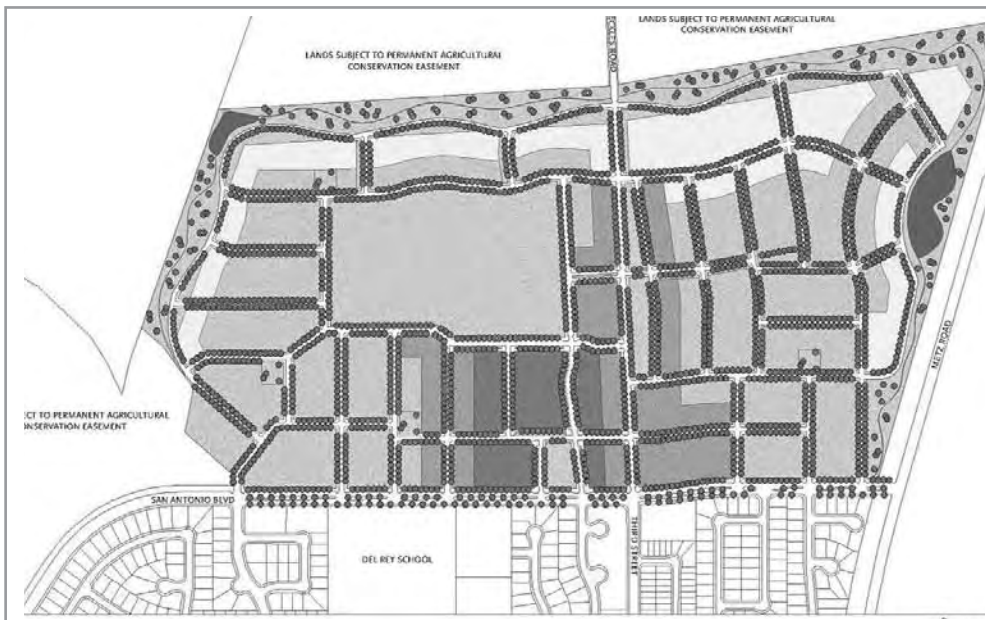 LANDS SUBJECT TO PERMANENT AGRICULTURAL
CONSERVATION EASEMENT
LANDS SUBJECT TO PERMANENT AGRICULTURAL
CONSERVATION EASEMENT
ROAD
METZ ROAD
ECT TO PERMANENT AGRICULTURAL
ONSERVATION EASEMENT
SAN ANTONIO BLVD
DEL REY SCHOOL
THIRD STREET